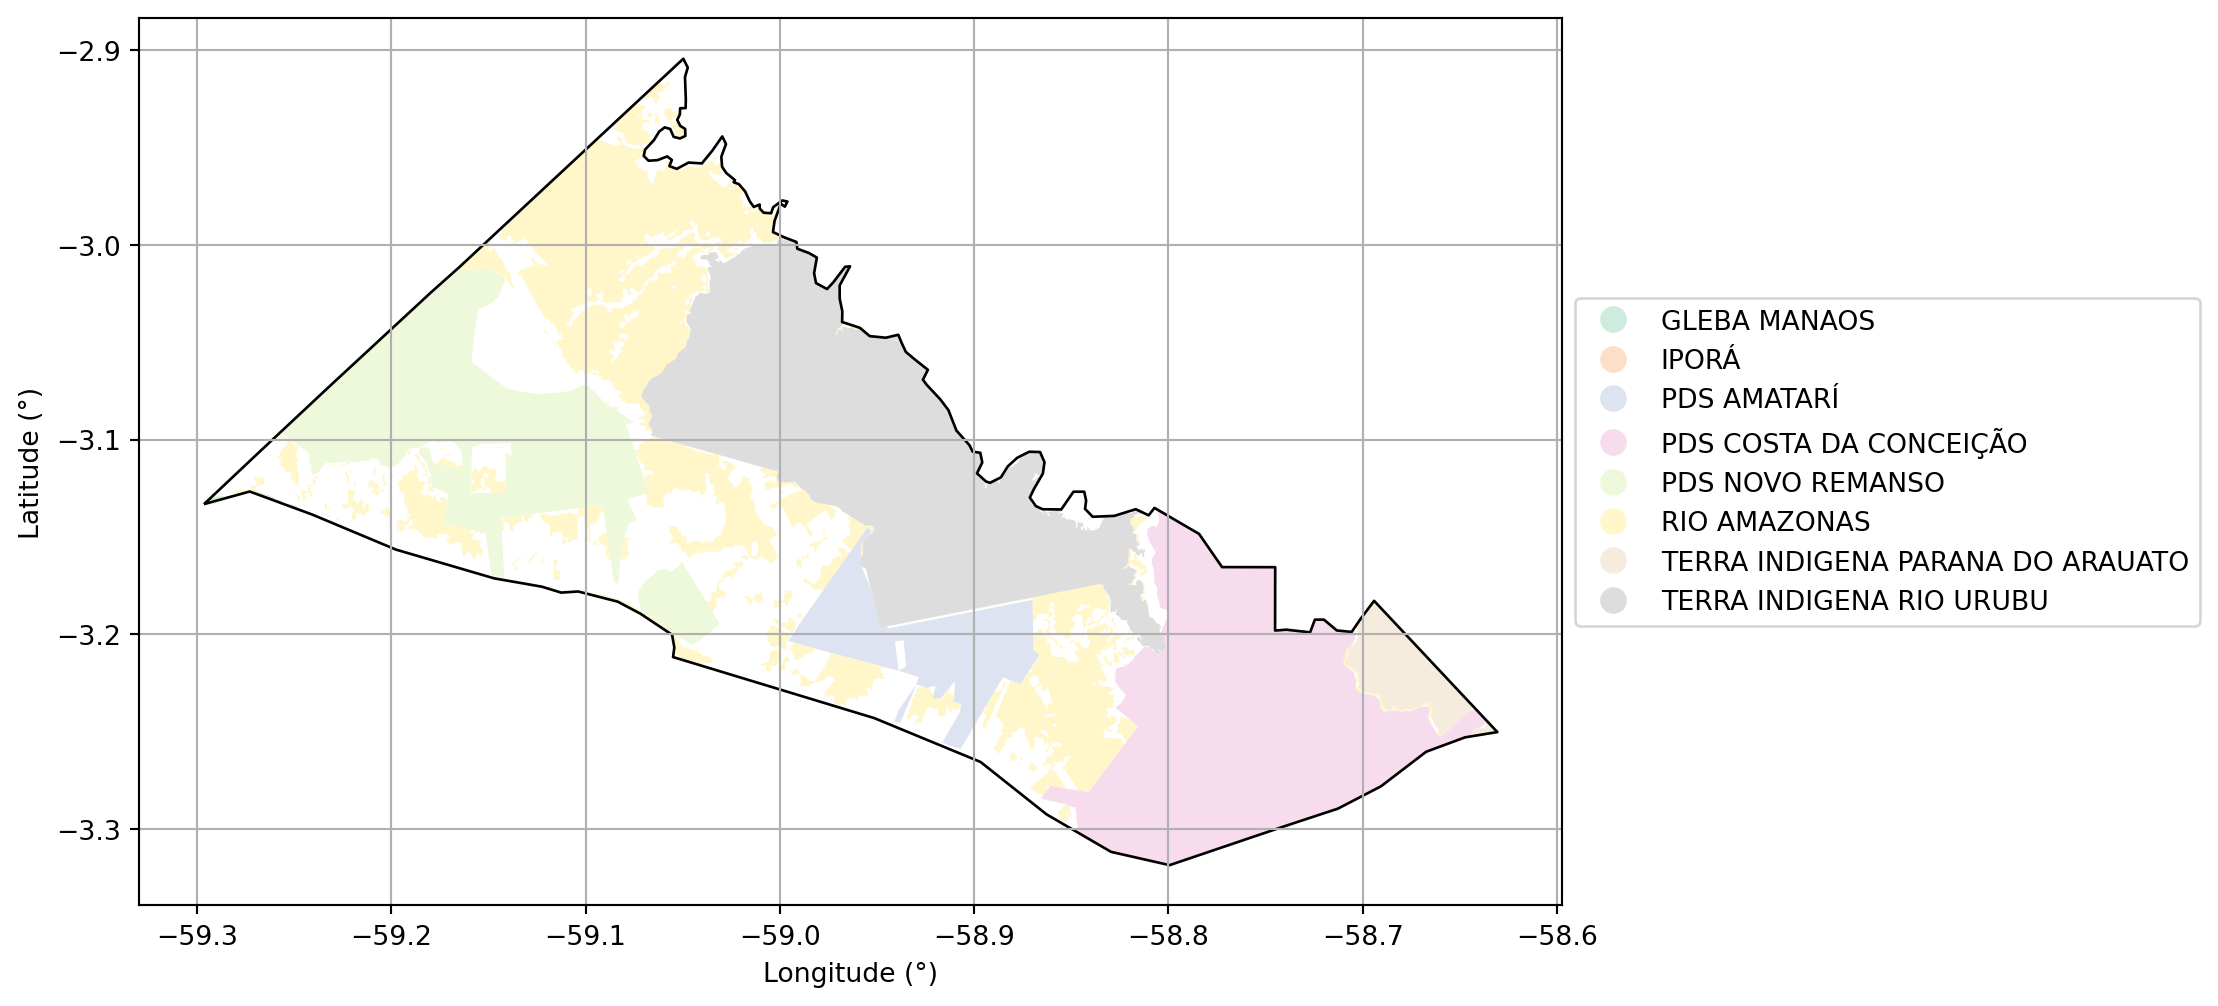 −2.9
−3.0
−3.1
−3.2
−3.3
Latitude (°)
−59.3 −59.2 −59.1 −59.0 −58.9 −58.8 −58.7 −58.6
Longitude (°)
GLEBA MANAOS
IPORÁ
PDS AMATARÍ
PDS COSTA DA CONCEIÇÃO
PDS NOVO REMANSO
RIO AMAZONAS
TERRA INDIGENA PARANA DO ARAUATO
TERRA INDIGENA RIO URUBU